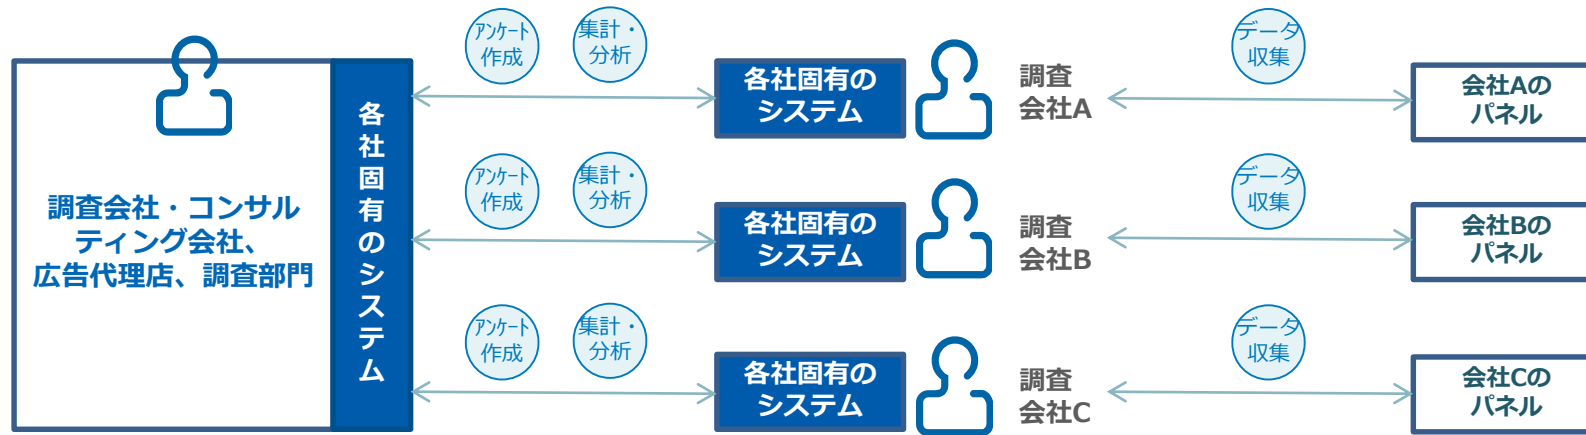 調査会社・コンサル
ティング会社、
広告代理店、調査部門
各社固有のシステム
アンケート
作成
集計・
分析
各社固有の
システム
調査
会社A
データ
収集
会社Aの
パネル
アンケート
作成
集計・
分析
各社固有の
システム
調査
会社B
データ
収集
会社Bの
パネル
アンケート
作成
集計・
分析
各社固有の
システム
調査
会社C
データ
収集
会社Cの
パネル